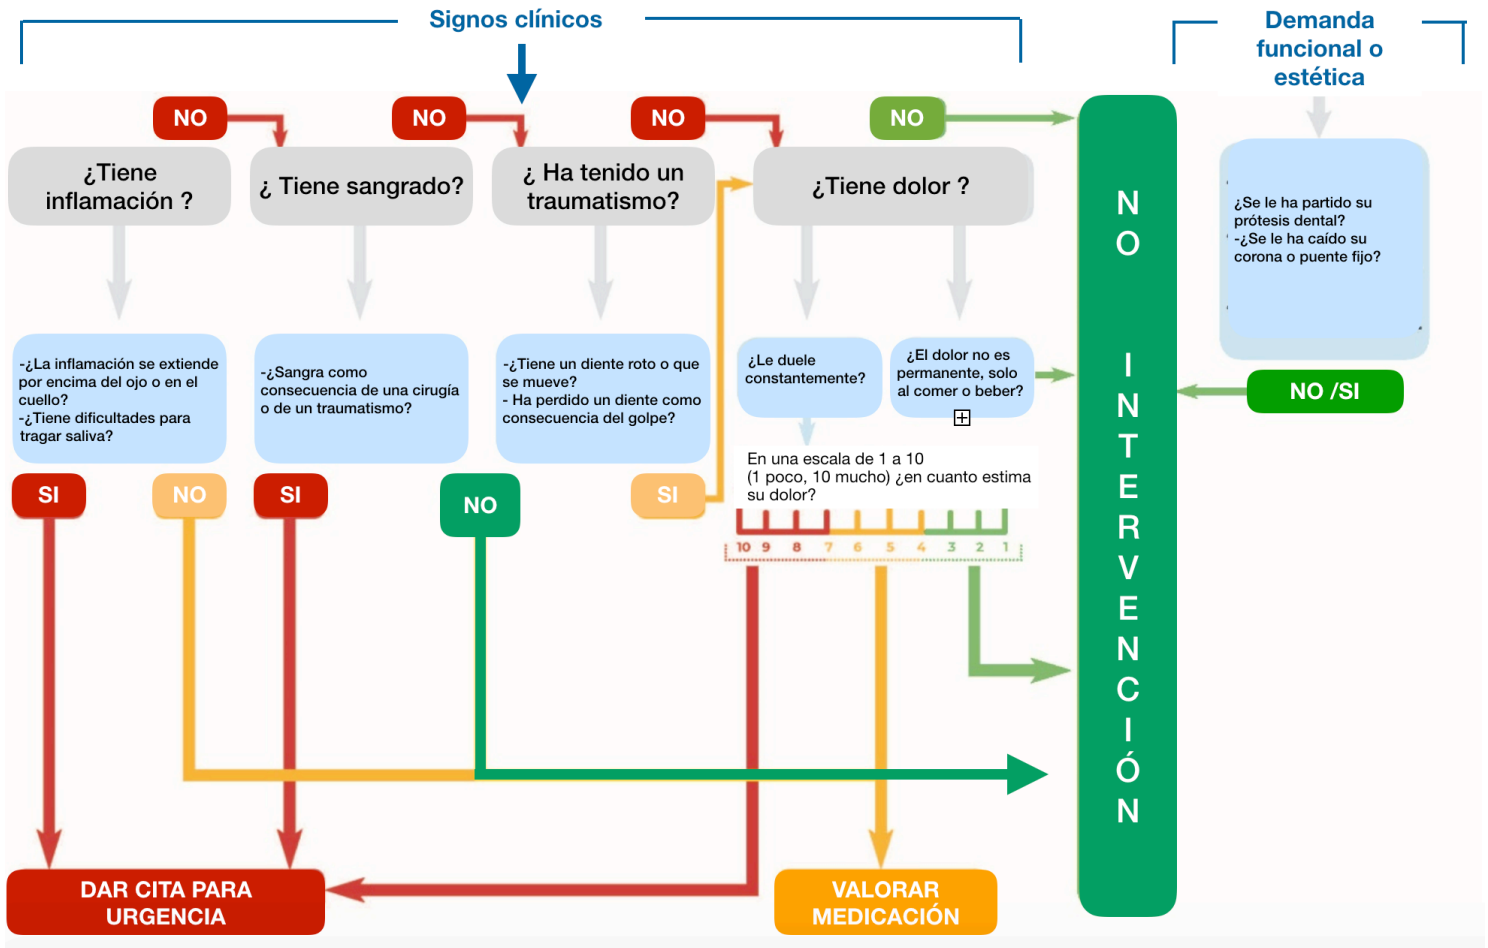 Signos clínicos
Demanda
funcional o
estética
NO
NO
NO
NO
¿Tiene
inflamación ?
¿ Tiene sangrado?
¿ Ha tenido un
traumatismo?
¿Tiene dolor ?
¿Se le ha partido su
prótesis dental?
-¿Se le ha caído su
corona o puente fijo?
-¿La inflamación se extiende
por encima del ojo o en el
cuello?
-¿Tiene dificultades para
tragar saliva?
-¿Sangra como
consecuencia de una cirugía
o de un traumatismo?
-¿Tiene un diente roto o que
se mueve?
- Ha perdido un diente como
consecuencia del golpe?
¿Le duele
constantemente?
¿El dolor no es
permanente, solo
al comer o beber?
NO /SI
En una escala de 1 a 10
(1 poco, 10 mucho) ¿en cuanto estima
su dolor?
SI
NO
SI
NO
SI
10 9 8 7 6 5 4 3 2 1
NO INTERVENCIÓN
DAR CITA PARA
URGENCIA
VALORAR
MEDICACIÓN